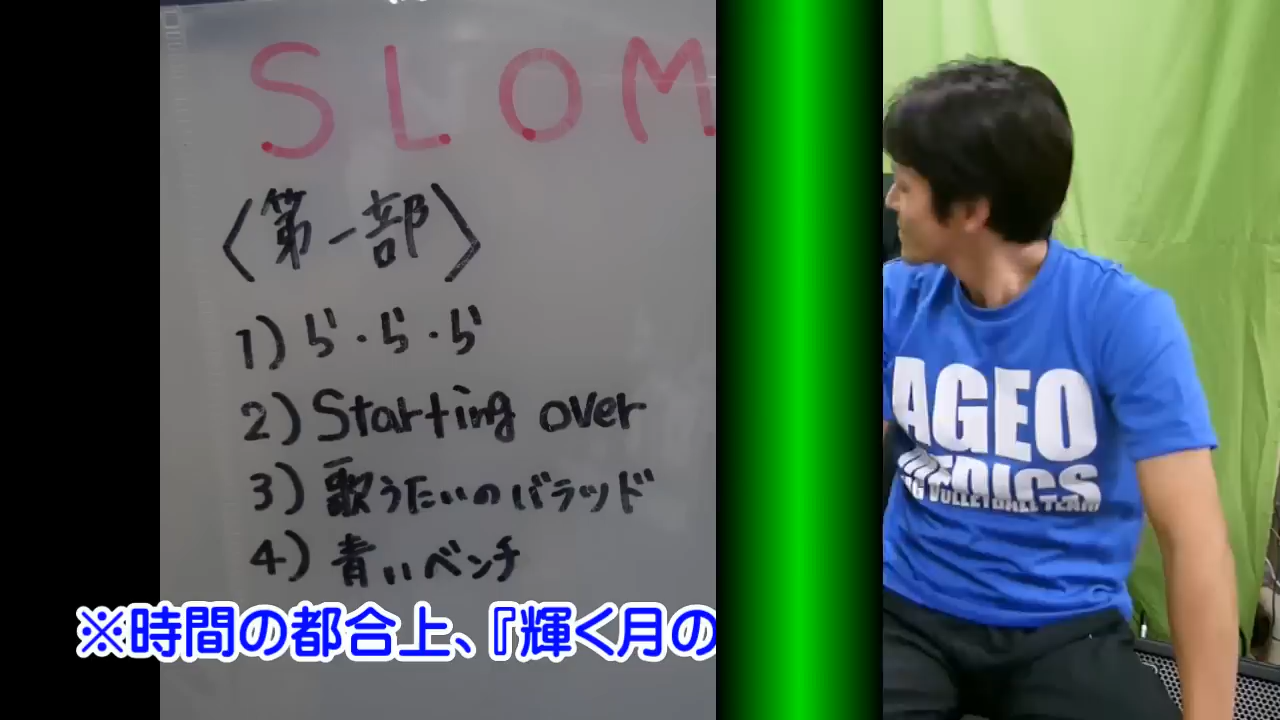 SLOM
〈第一部〉
1)ら・ら・ら
2)Starting over
3)歌うたいのバラッド
4)青いベンチ
※時間の都合上、『輝く月の
AGEO
MEDICS
VOLLEYBALL TEAM